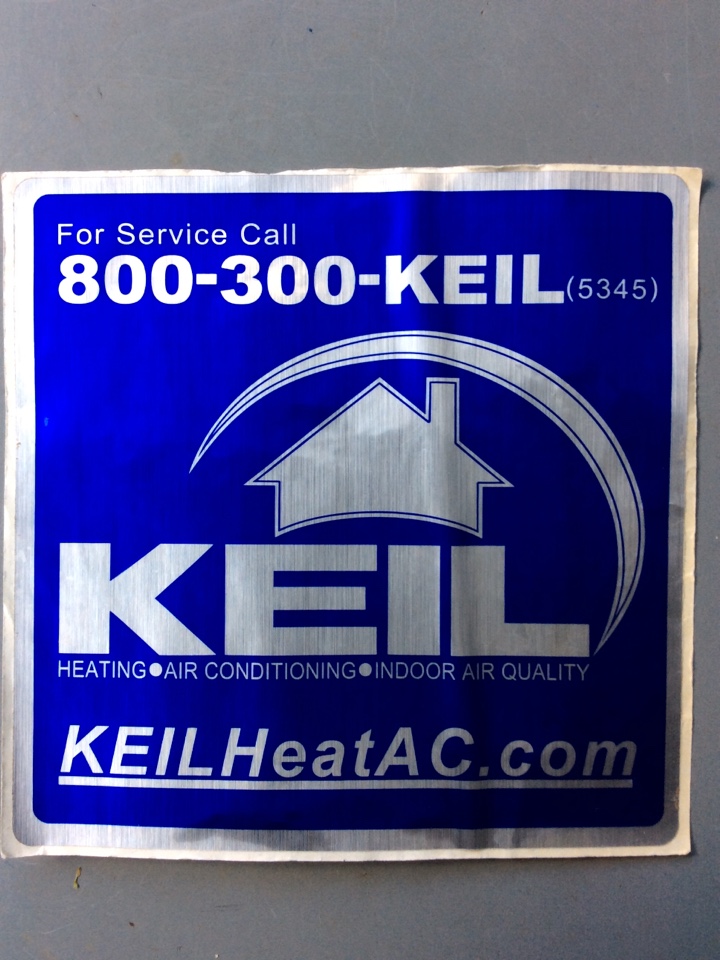 For Service Call
800-300-KEIL(5345)
KEIL
HEATING●AIR CONDITIONING●INDOOR AIR QUALITY
KEILHeatAC.com